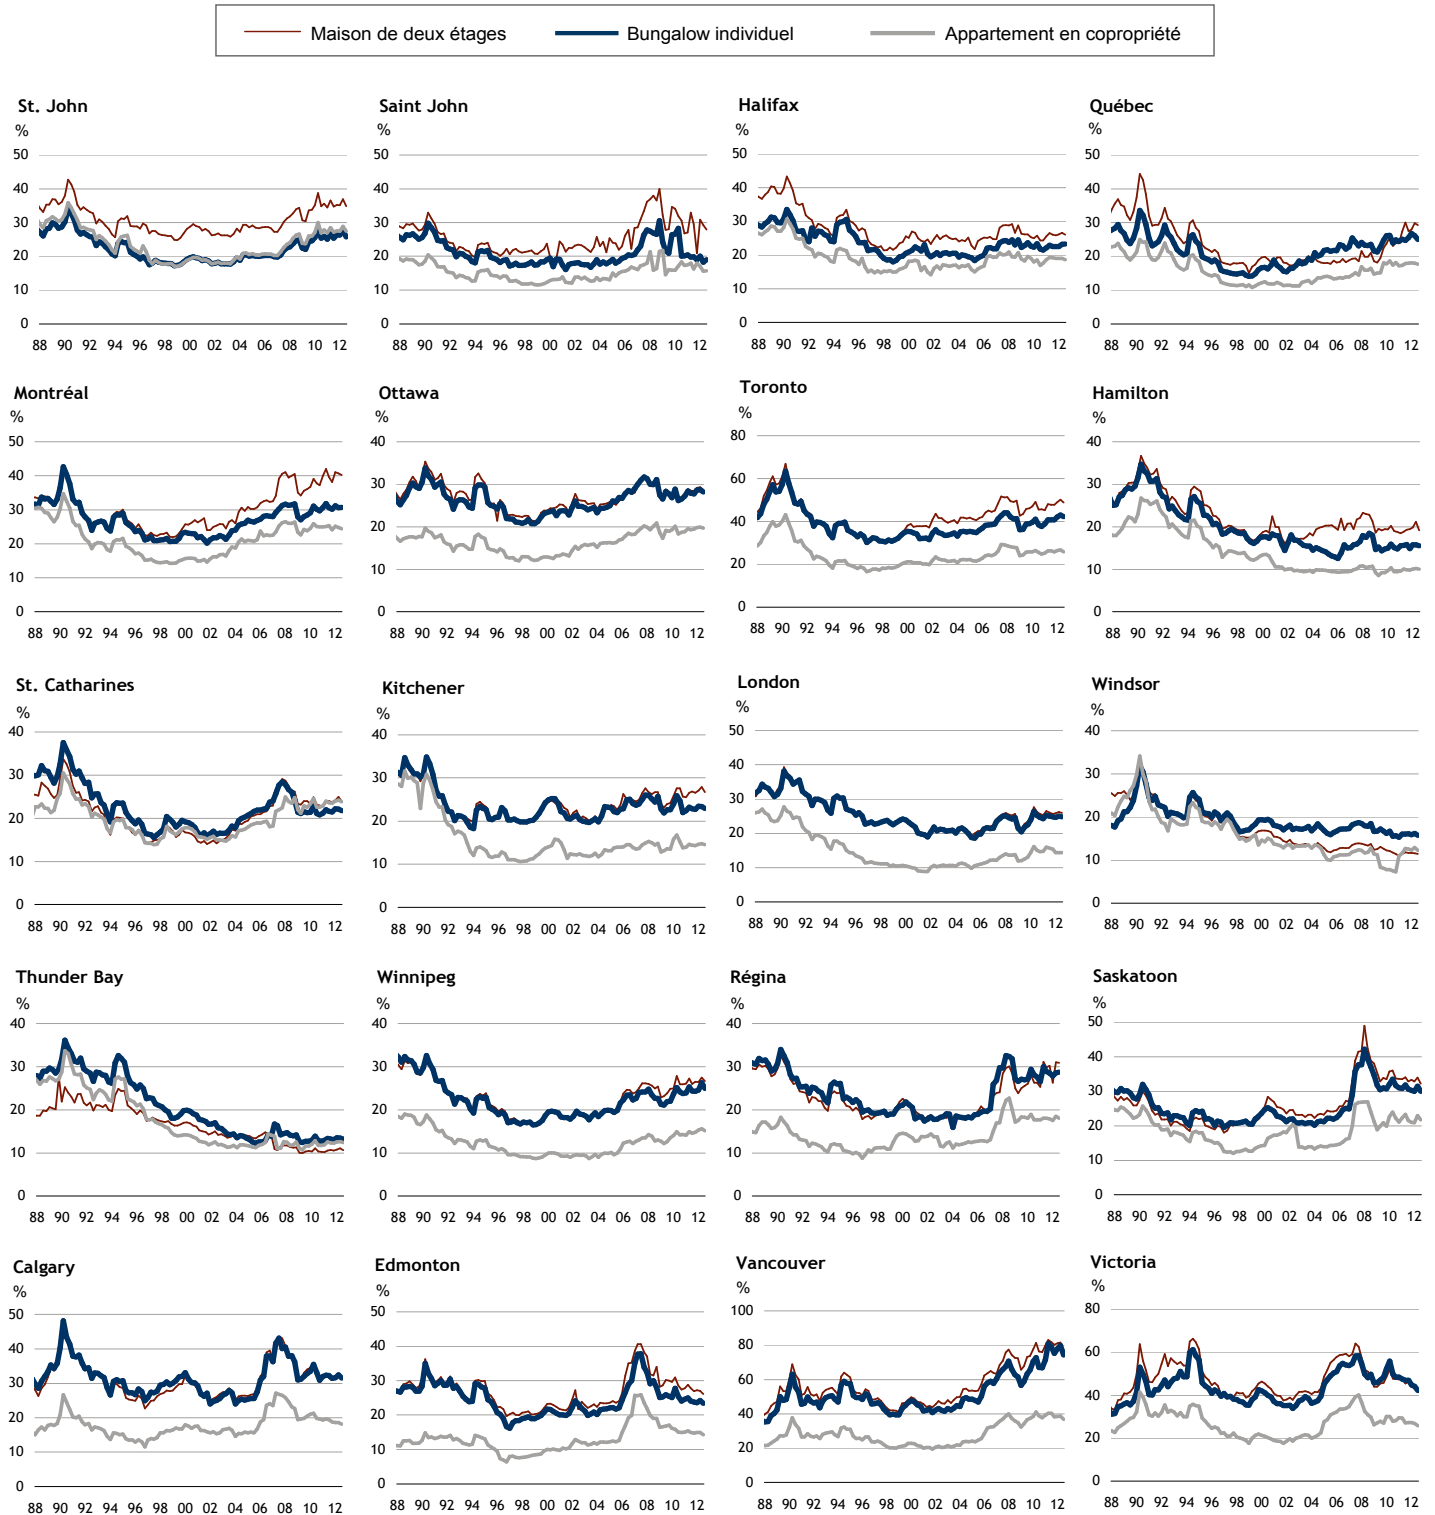 Maison de deux étages Bungalow individuel Appartement en copropriété
St. John Saint John Halifax Québec
% % % %
50 50 50 50
40 40 40 40
30 30 30 30
20 20 20 20
10 10 10 10
0 0 0 0
88 90 92 94 96 98 00 02 04 06 08 10 12 88 90 92 94 96 98 00 02 04 06 08 10 12 88 90 92 94 96 98 00 02 04 06 08 10 12 88 90 92 94 96 98 00 02 04 06 08 10 12
Montréal Ottawa Toronto Hamilton
% % % %
50 40 80 40
40 30 60 30
30 20 40 20
20 10 20 10
10 0 0 0
0
88 90 92 94 96 98 00 02 04 06 08 10 12 88 90 92 94 96 98 00 02 04 06 08 10 12 88 90 92 94 96 98 00 02 04 06 08 10 12 88 90 92 94 96 98 00 02 04 06 08 10 12
St. Catharines Kitchener London Windsor
% % % %
40 40 50 40
30 30 40 30
20 20 30 20
10 10 20 10
0 0 10 0
0
88 90 92 94 96 98 00 02 04 06 08 10 12 88 90 92 94 96 98 00 02 04 06 08 10 12 88 90 92 94 96 98 00 02 04 06 08 10 12 88 90 92 94 96 98 00 02 04 06 08 10 12
Thunder Bay Winnipeg Régina Saskatoon
% % % %
40 40 40 50
30 30 30 40
20 20 20 30
10 10 10 20
0 0 0 10
0
88 90 92 94 96 98 00 02 04 06 08 10 12 88 90 92 94 96 98 00 02 04 06 08 10 12 88 90 92 94 96 98 00 02 04 06 08 10 12 88 90 92 94 96 98 00 02 04 06 08 10 12
Calgary Edmonton Vancouver Victoria
% % % %
50 50 100 80
40 40 80 60
30 30 60 40
20 20 40 20
10 10 20 0
0 0 0
88 90 92 94 96 98 00 02 04 06 08 10 12 88 90 92 94 96 98 00 02 04 06 08 10 12 88 90 92 94 96 98 00 02 04 06 08 10 12 88 90 92 94 96 98 00 02 04 06 08 10 12